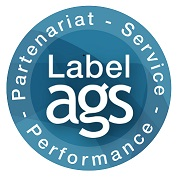 - Partenariat - Service -
Label
ags
Performance